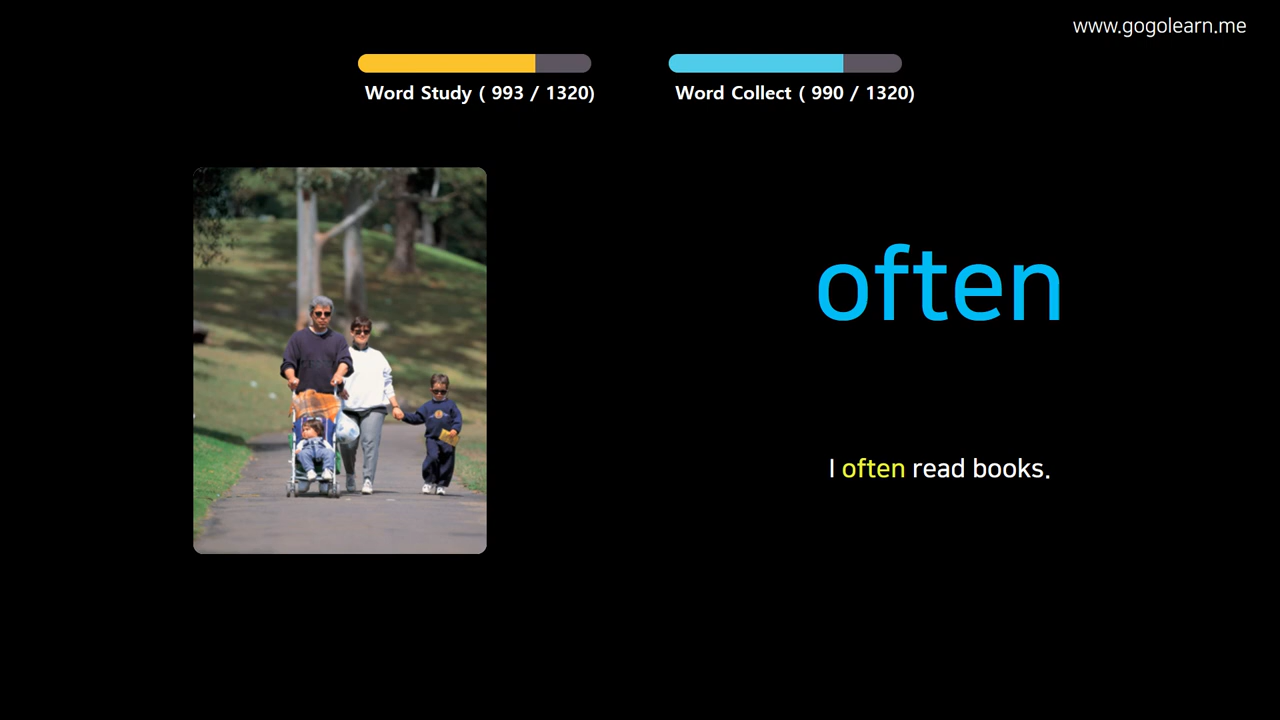 www.gogolearn.me
Word Study ( 993 / 1320)
Word Collect ( 990 / 1320)
often
I often read books.